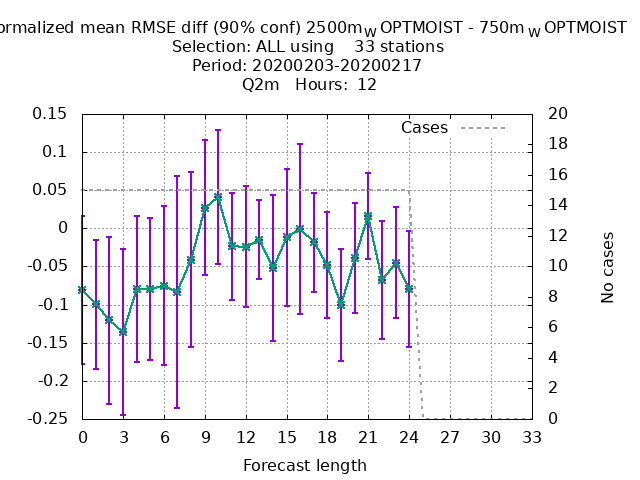 ormalized mean RMSE diff (90% conf) 2500mW OPTMOIST - 750mW OPTMOIST
Selection: ALL using 33 stations
Period: 20200203-20200217
Q2m Hours: 12
Cases
0.15
0.1
0.05
0
-0.05
-0.1
-0.15
-0.2
-0.25
20
18
16
14
12
10
8
6
4
2
0
No cases
0 3 6 9 12 15 18 21 24 27 30 33
Forecast length